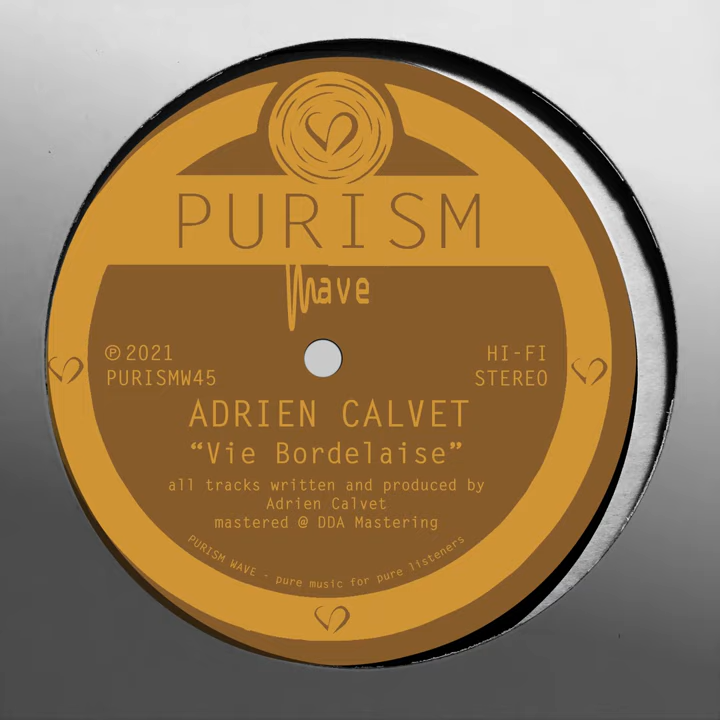 PURISM
Wave
℗2021
PURISMW45
HI-FI
STEREO
ADRIEN CALVET
“Vie Bordelaise”
all tracks written and produced by
Adrien Calvet
mastered @ DDA Mastering
PURISM WAVE - pure music for pure listeners